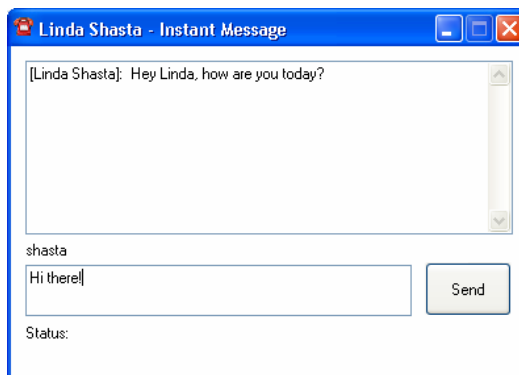 Linda Shasta - Instant Message
[Linda Shasta]: Hey Linda, how are you today?
shasta
Hi there!
Send
Status: